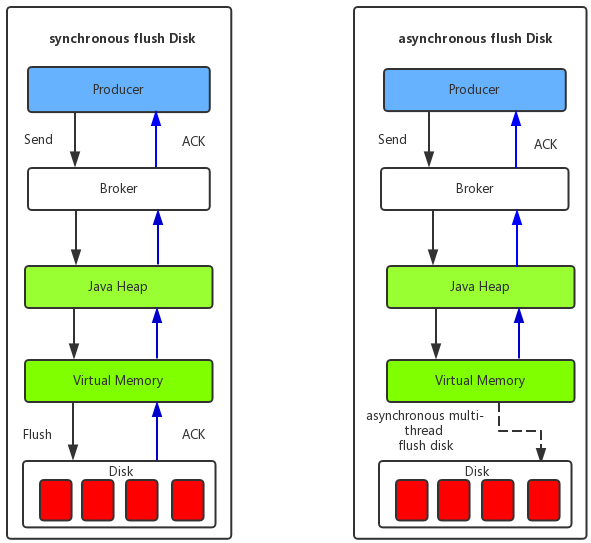 synchronous flush Disk
Producer
Send
ACK
Broker
Java Heap
Virtual Memory
Flush
ACK
Disk
asynchronous flush Disk
Producer
Send
ACK
Broker
Java Heap
Virtual Memory
asynchronous multi-
thread
flush disk
Disk